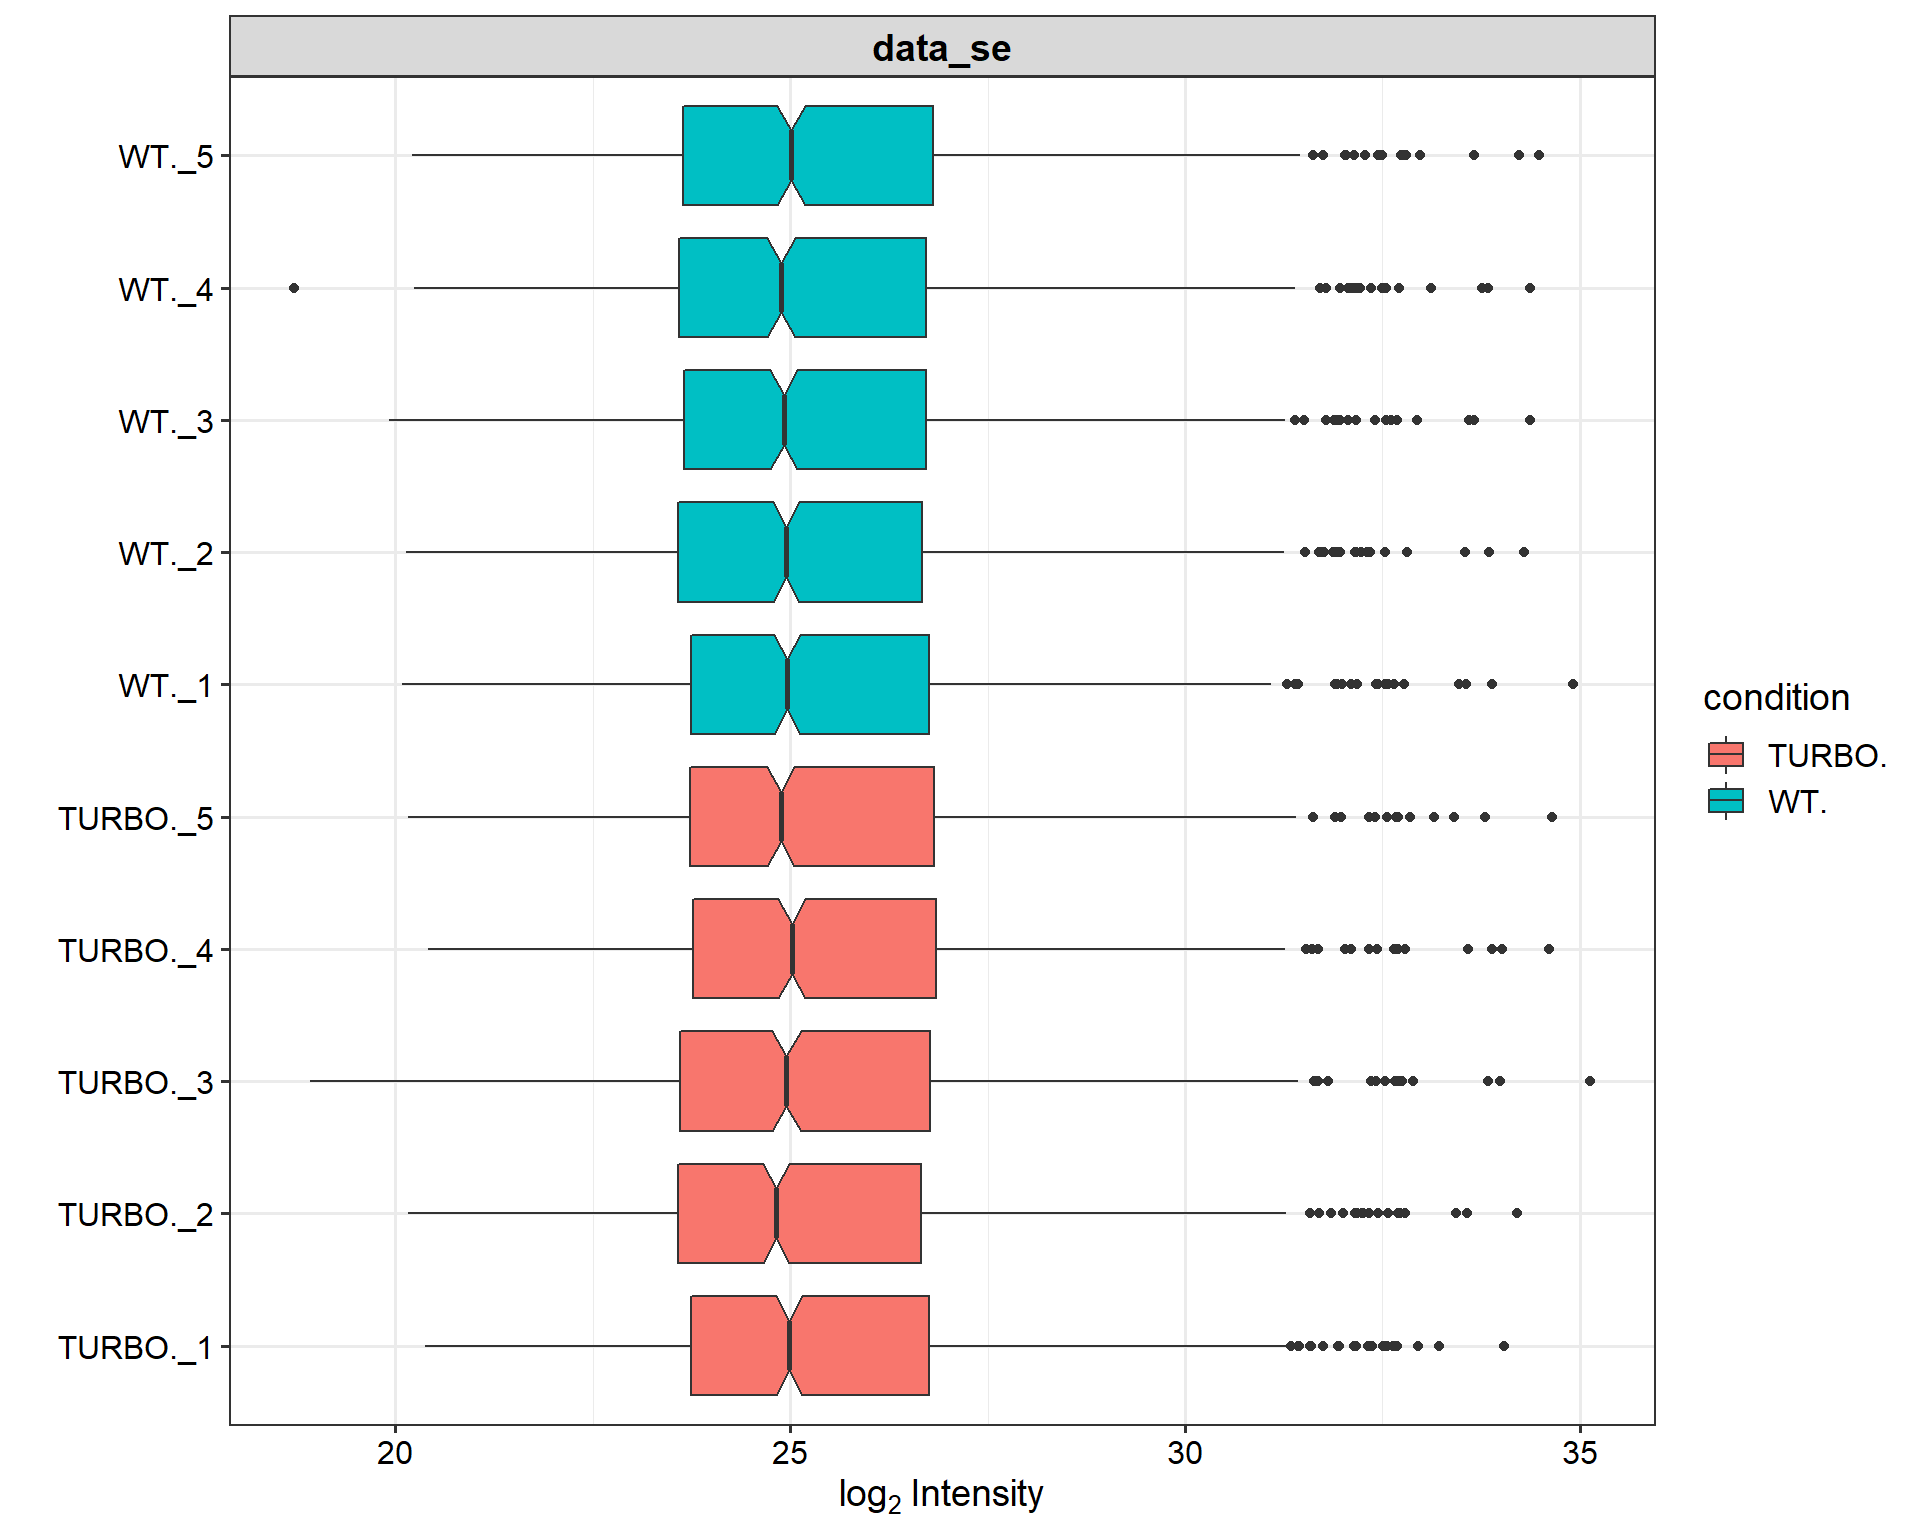 data_se
WT._5
WT._4
WT._3
WT._2
WT._1
TURBO._5
TURBO._4
TURBO._3
TURBO._2
TURBO._1
20 25 30 35
log2 Intensity
condition
TURBO.
WT.